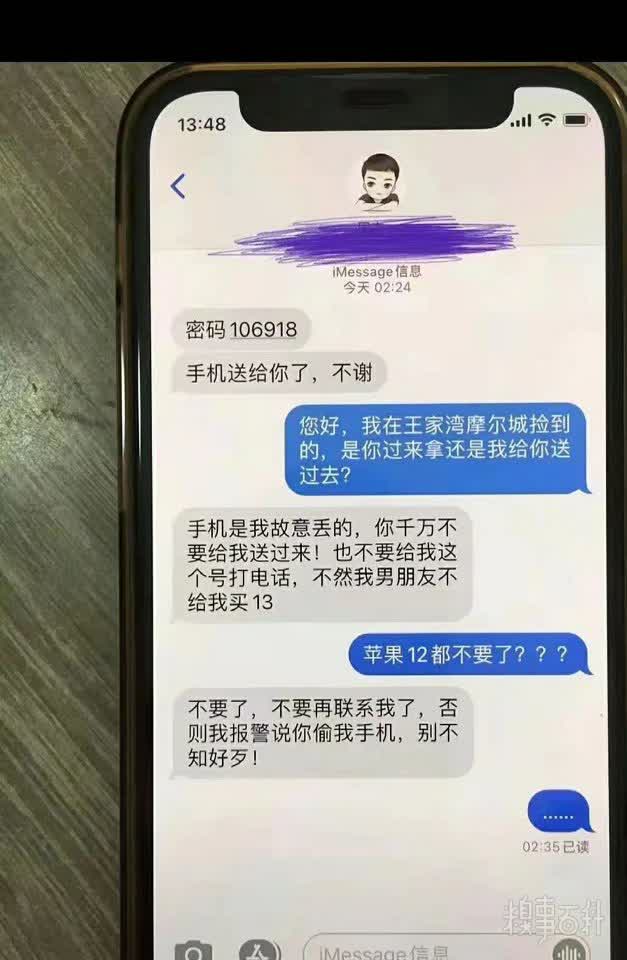 13:48
iMessage信息
今天 02:24
密码106918
手机送给你了，不谢
您好，我在王家湾摩尔城捡到
的，是你过来拿还是我给你送
过去？
手机是我故意丢的，你千万不
要给我送过来！也不要给我这
个号打电话，不然我男朋友不
给我买13
苹果12都不要了？？？
不要了，不要再联系我了，否
则我报警说你偷我手机，别不
知好歹！
......
02:35已读
iMessage信息
糗事百科